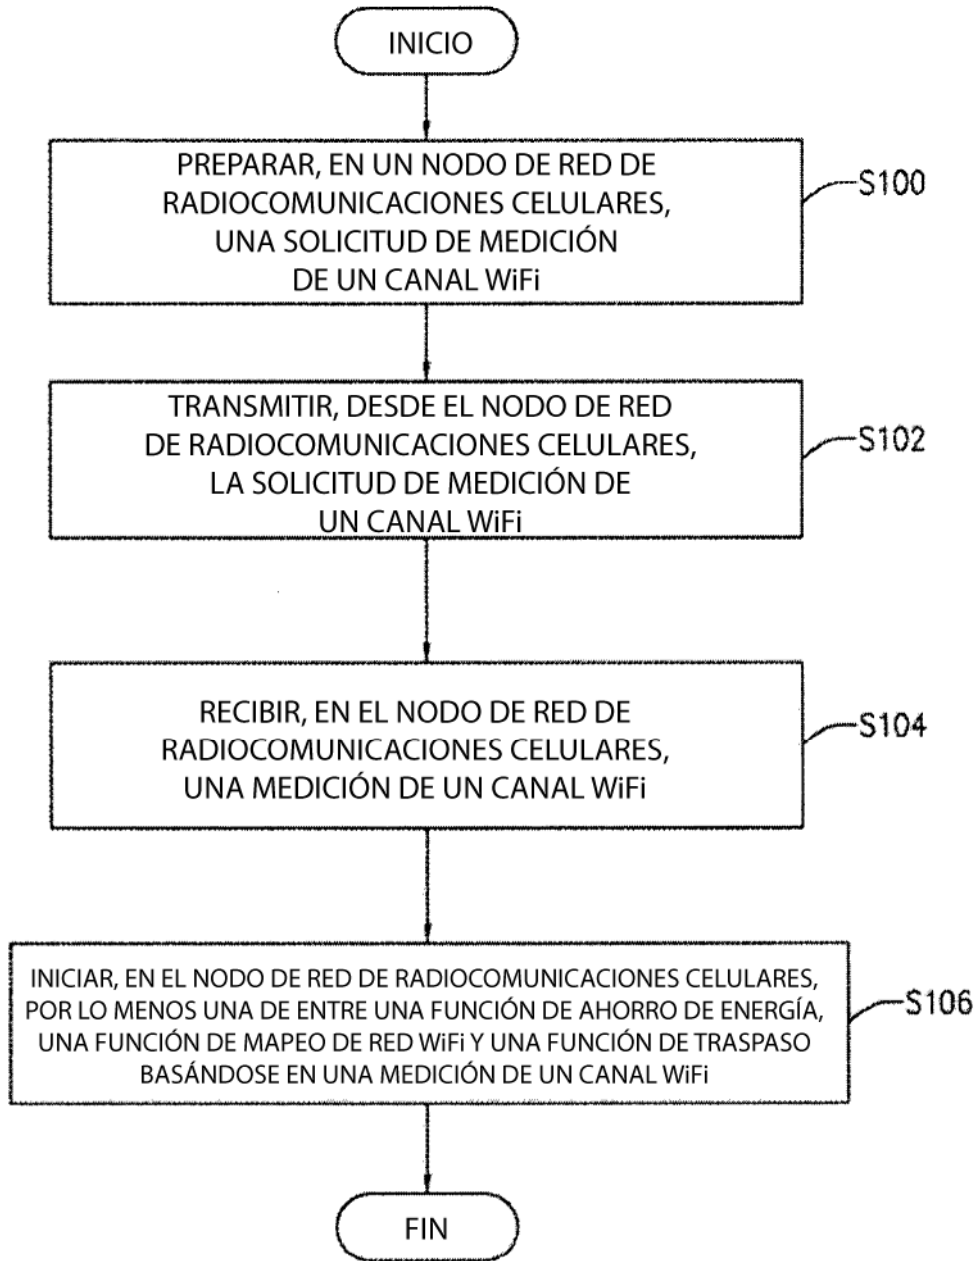 INICIO
PREPARAR, EN UN NODO DE RED DE
RADIOCOMUNICACIONES CELULARES,
UNA SOLICITUD DE MEDICIÓN
DE UN CANAL WiFi
S100
TRANSMITIR, DESDE EL NODO DE RED
DE RADIOCOMUNICACIONES CELULARES,
LA SOLICITUD DE MEDICIÓN DE
UN CANAL WiFi
S102
RECIBIR, EN EL NODO DE RED DE
RADIOCOMUNICACIONES CELULARES,
UNA MEDICIÓN DE UN CANAL WiFi
S104
INICIAR, EN EL NODO DE RED DE RADIOCOMUNICACIONES CELULARES,
POR LO MENOS UNA DE ENTRE UNA FUNCIÓN DE AHORRO DE ENERGÍA,
UNA FUNCIÓN DE MAPEO DE RED WiFi Y UNA FUNCIÓN DE TRASPASO
BASÁNDOSE EN UNA MEDICIÓN DE UN CANAL WiFi
S106
FIN